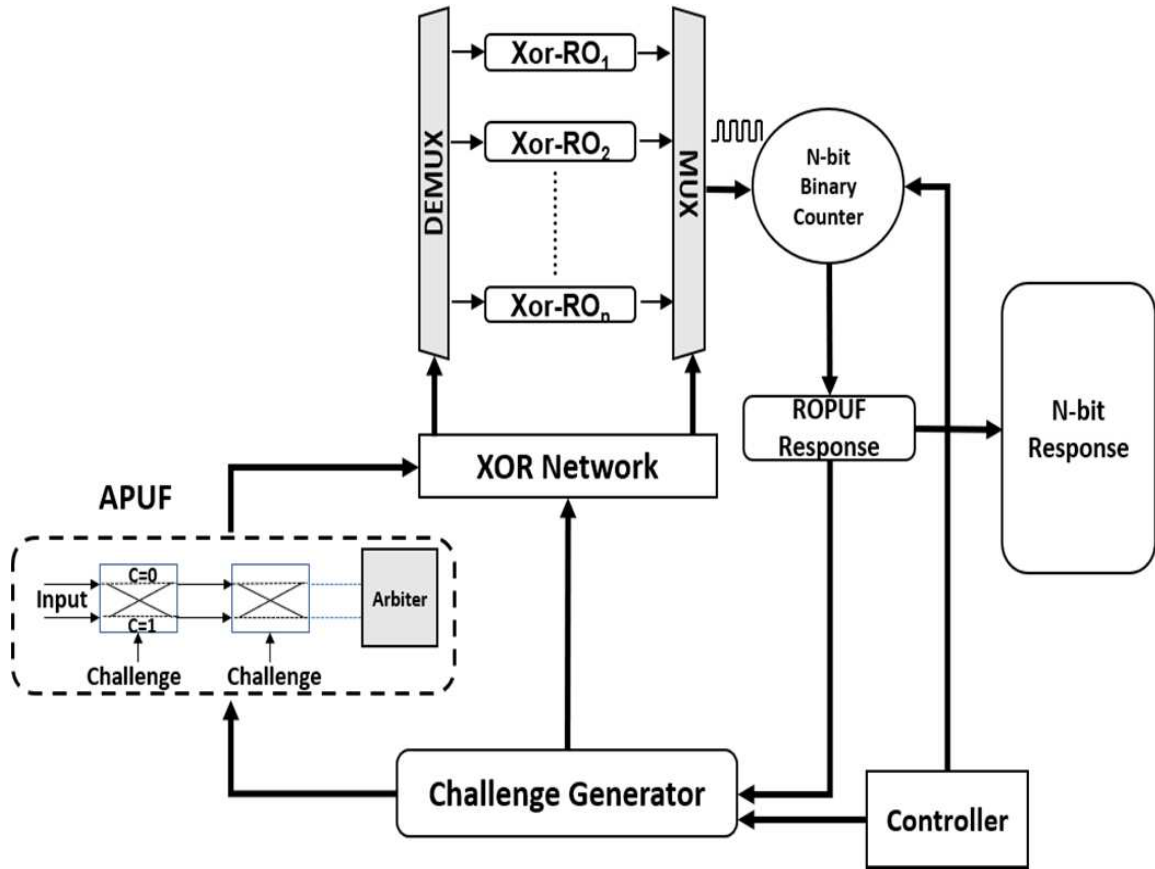 Xor-RO1
Xor-RO2
Xor-ROn
DEMUX
MUX
N-bit
Binary
Counter
ROPUF
Response
N-bit
Response
XOR Network
APUF
C=0
Input
C=1
Arbiter
Challenge
Challenge
Challenge Generator
Controller